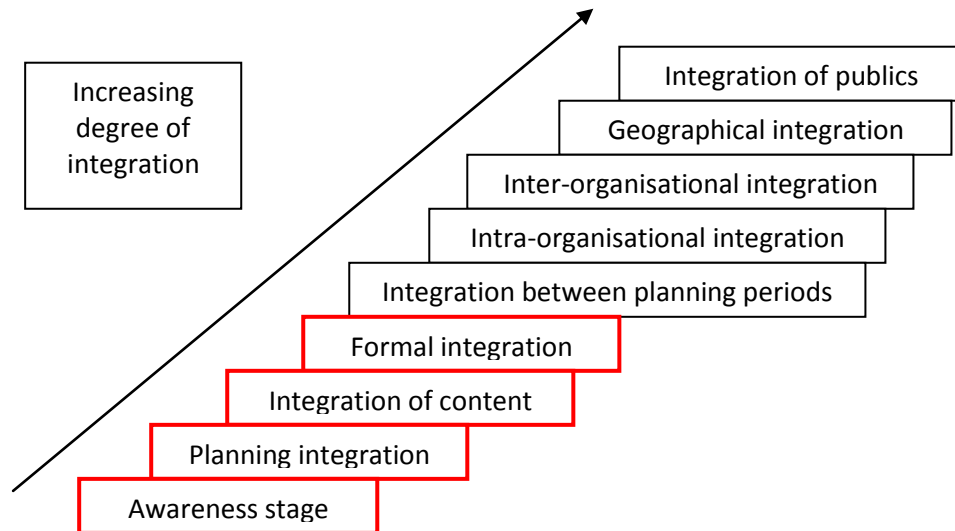 Increasing
degree of
integration
Integration of publics
Geographical integration
Inter-organisational integration
Intra-organisational integration
Integration between planning periods
Formal integration
Integration of content
Planning integration
Awareness stage